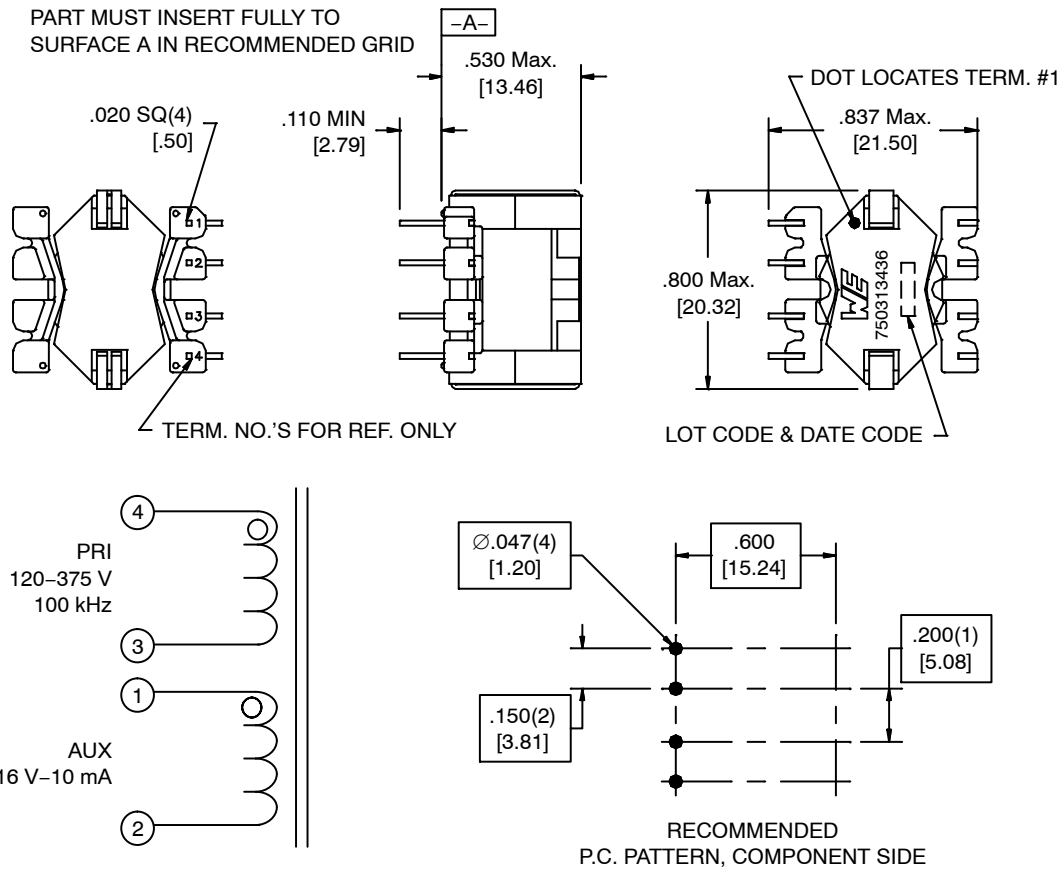 PART MUST INSERT FULLY TO
SURFACE A IN RECOMMENDED GRID
–A–
.530 Max.
[13.46]
DOT LOCATES TERM. #1
.020 SQ(4)
[.50]
.110 MIN
[2.79]
.837 Max.
[21.50]
1
2
3
4
.800 Max.
[20.32]
WE
750313436
TERM. NO.'S FOR REF. ONLY
LOT CODE & DATE CODE
4
PRI
120–375 V
100 kHz
3
1
AUX
16 V–10 mA
2
∅.047(4)
[1.20]
.600
[15.24]
.200(1)
[5.08]
.150(2)
[3.81]
RECOMMENDED
P.C. PATTERN, COMPONENT SIDE